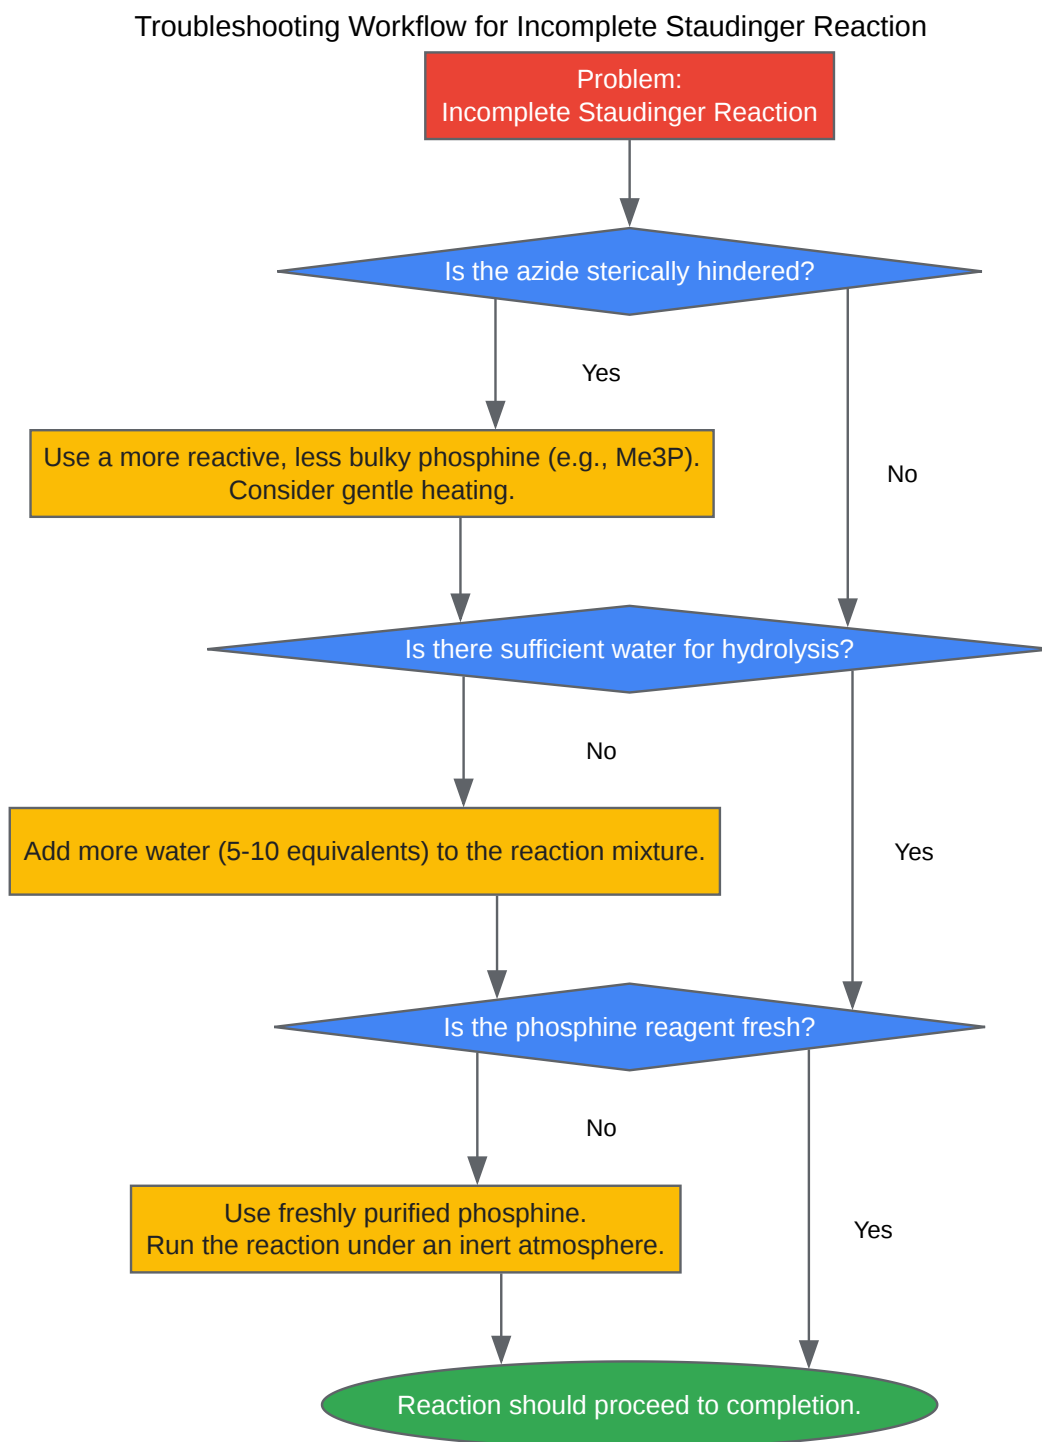 Troubleshooting Workflow for Incomplete Staudinger Reaction
Problem:
Incomplete Staudinger Reaction
Is the azide sterically hindered?
Yes
Use a more reactive, less bulky phosphine (e.g., Me3P).
Consider gentle heating.
No
Is there sufficient water for hydrolysis?
No
Add more water (5-10 equivalents) to the reaction mixture.
Yes
Is the phosphine reagent fresh?
No
Use freshly purified phosphine.
Run the reaction under an inert atmosphere.
Yes
Reaction should proceed to completion.